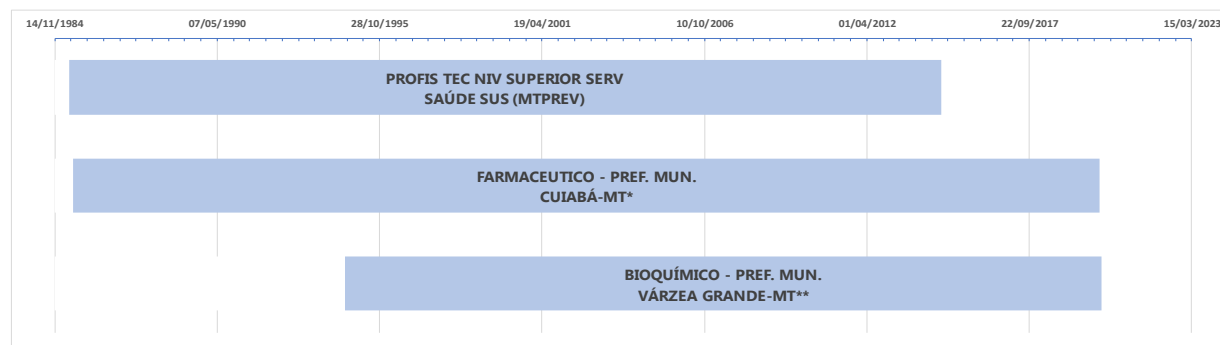 14/11/1984 07/05/1990 28/10/1995 19/04/2001 10/10/2006 01/04/2012 22/09/2017 15/03/2023
PROFIS TEC NIV SUPERIOR SERV
SAÚDE SUS (MTPREV)
FARMACEUTICO - PREF. MUN.
CUIABÁ-MT*
BIOQUÍMICO - PREF. MUN.
VÁRZEA GRANDE-MT**